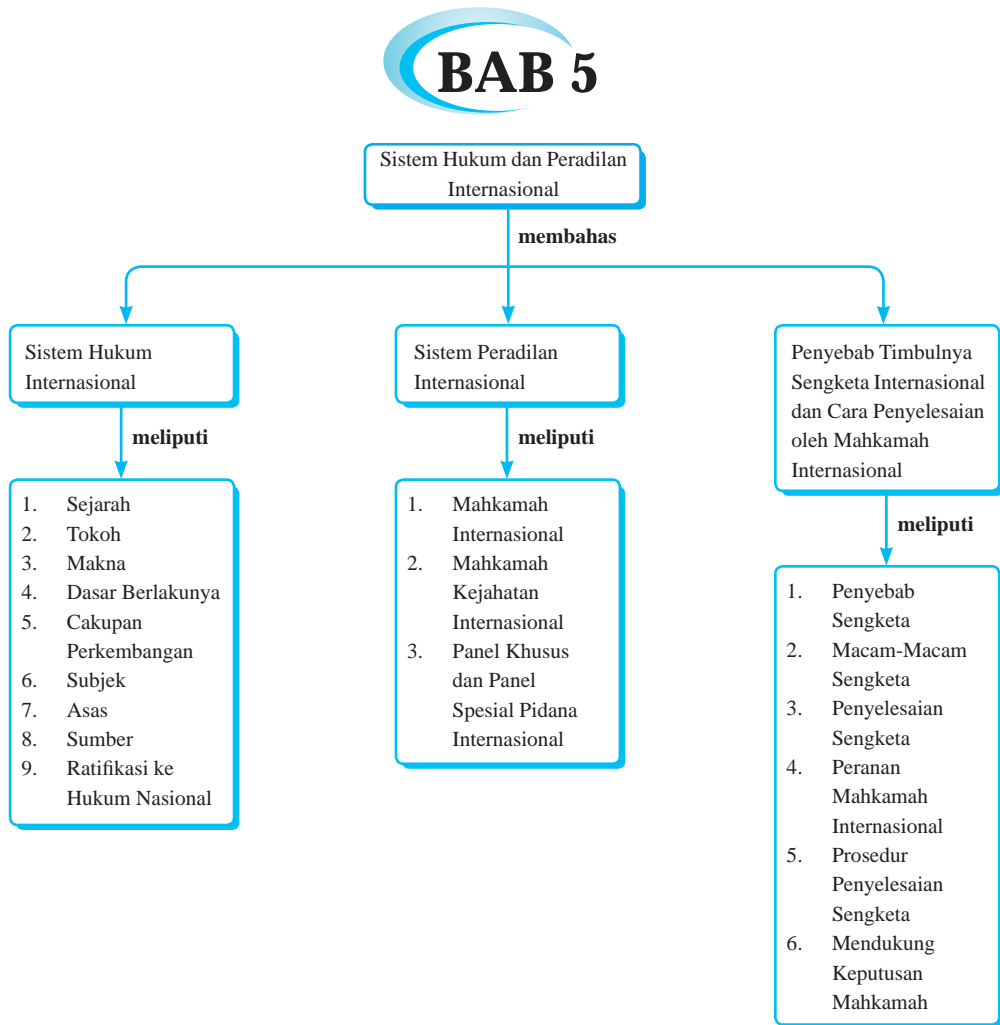 BAB 5
Sistem Hukum dan Peradilan
Internasional
membahas
Sistem Hukum
Internasional
meliputi
1. Sejarah
2. Tokoh
3. Makna
4. Dasar Berlakunya
5. Cakupan
Perkembangan
6. Subjek
7. Asas
8. Sumber
9. Ratifikasi ke
Hukum Nasional
Sistem Peradilan
Internasional
meliputi
1. Mahkamah
Internasional
2. Mahkamah
Kejahatan
Internasional
3. Panel Khusus
dan Panel
Spesial Pidana
Internasional
Penyebab Timbulnya
Sengketa Internasional
dan Cara Penyelesaian
oleh Mahkamah
Internasional
meliputi
1. Penyebab
Sengketa
2. Macam-Macam
Sengketa
3. Penyelesaian
Sengketa
4. Peranan
Mahkamah
Internasional
5. Prosedur
Penyelesaian
Sengketa
6. Mendukung
Keputusan
Mahkamah